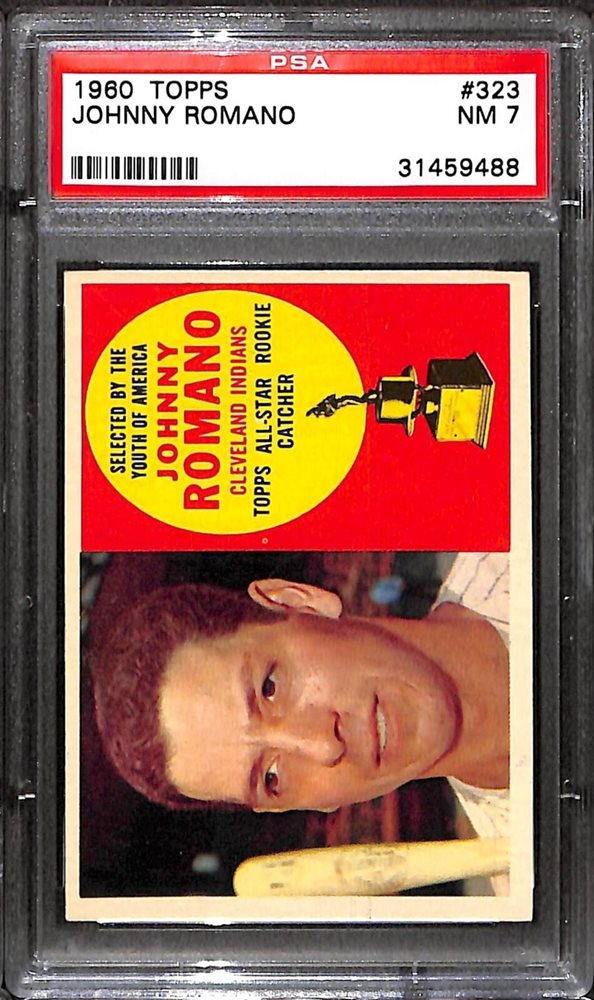 PSA
1960 TOPPS #323
JOHNNY ROMANO NM 7
31459488
SELECTED BY THE
YOUTH OF AMERICA
JOHNNY
ROMANO
CLEVELAND INDIANS
TOPPS ALL-STAR ROOKIE
CATCHER